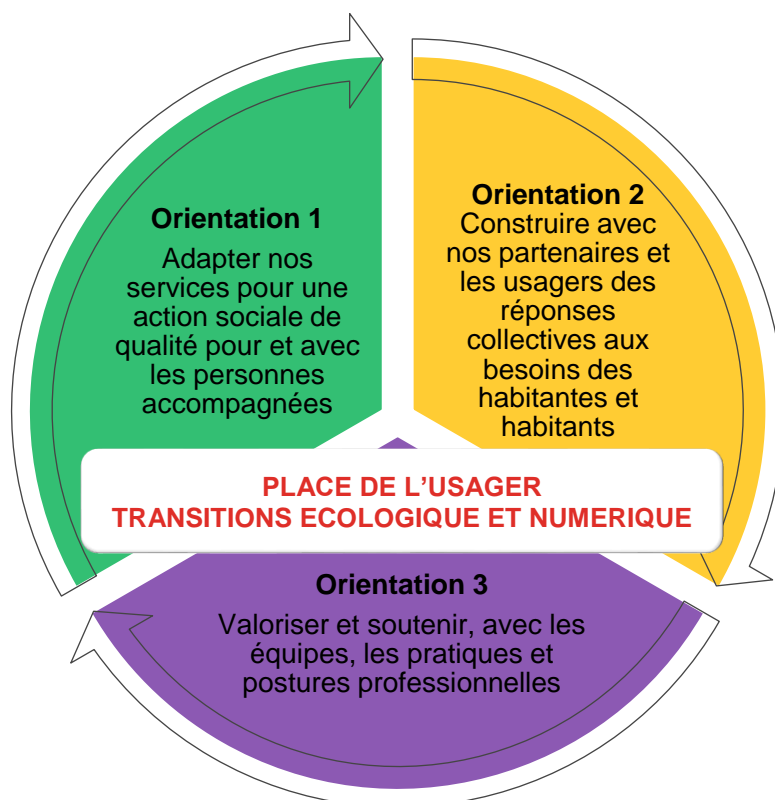 Orientation 1
Adapter nos
services pour une
action sociale de
qualité pour et avec
les personnes
accompagnées
Orientation 2
Construire avec
nos partenaires et
les usagers des
réponses
collectives aux
besoins des
habitantes et
habitants
PLACE DE L’USAGER
TRANSITIONS ECOLOGIQUE ET NUMERIQUE
Orientation 3
Valoriser et soutenir, avec les
équipes, les pratiques et
postures professionnelles